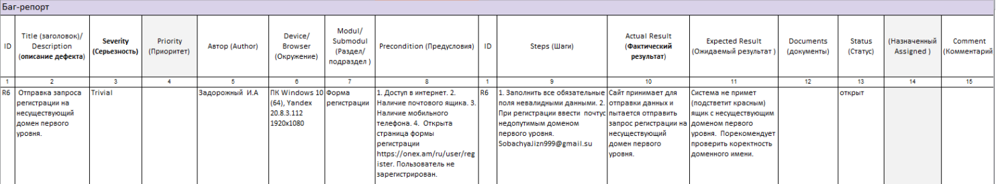 Баг-репорт
ID
Title (заголовок)/
Description
(описание дефекта)
Severity
(Серьезность)
Priority
(Приоритет)
Автор (Author)
Device/
Browser
(Окружение)
Modul/
Submodul
(Раздел/
подраздел )
Precondition (Предусловия)
ID
Steps (Шаги)
Actual Result
(Фактический
результат)
Expected Result
(Ожидаемый результат )
Documents
(документы)
Status
(Статус)
(Назначенный
Assigned )
Comment
(Комментарий
1 2 3 4 5 6 7 8 1 9 10 11 12 13 14 15
R6
Отправка запроса
регистрации на
несуществующий
домен первого
уровня.
Trivial
Задорожный И.А
ПК Windows 10
(64), Yandex
20.8.3.112
1920x1080
Форма
регистрации
1. Доступ в интернет. 2.
Наличие почтового ящика. 3.
Наличие мобильного
телефона. 4. Открыта
страница формы
регистрации
https://onex.am/ru/user/reg
ister. Пользователь не
зарегистрирован.
R6
1. Заполнить все обязательные
поля невалидными данными. 2.
При регистрации ввести почтус
недопутимым доменом
первого уровня.
SobachyaJizn999@gmail.su
Сайт принимает для
отправки данных и
пытается отправить
запрос регистрации на
несуществующий
домен первого
уровня.
Система не примет
(подсветит красным)
ящик с несуществующим
доменом первого
уровня. Порекомендует
проверить коректность
доменного имени.
открыт